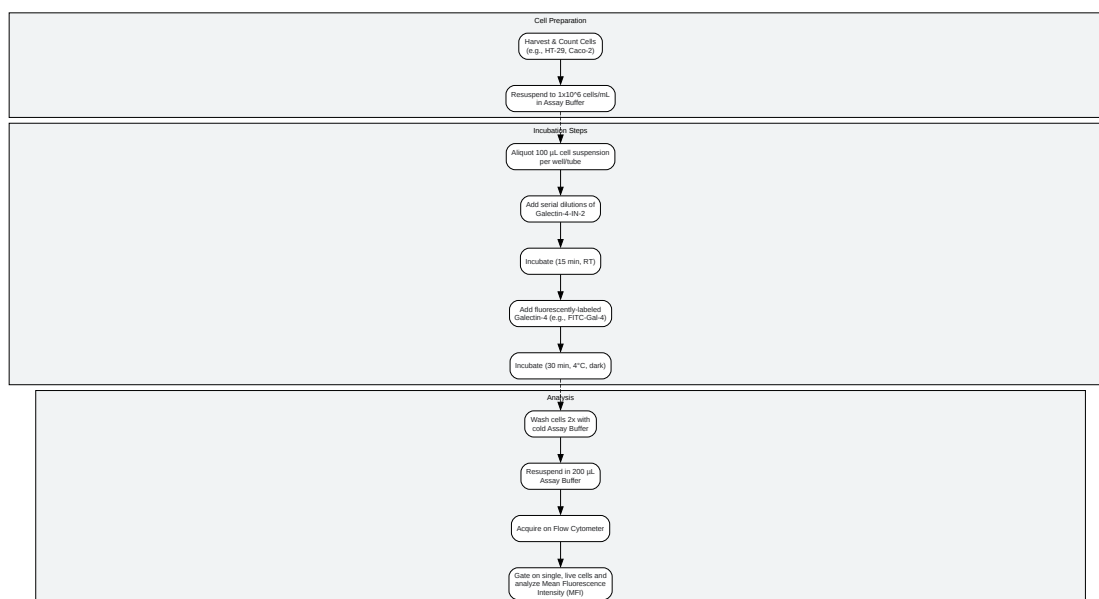 Cell Preparation
Harvest & Count Cells
(e.g., HT-29, Caco-2)
Resuspend to 1x10^6 cells/mL
in Assay Buffer
Incubation Steps
Aliquot 100 µL cell suspension
per well/tube
Add serial dilutions of
Galectin-4-IN-2
Incubate (15 min, RT)
Add fluorescently-labeled
Galectin-4 (e.g., FITC-Gal-4)
Incubate (30 min, 4°C, dark)
Analysis
Wash cells 2x with
cold Assay Buffer
Resuspend in 200 µL
Assay Buffer
Acquire on Flow Cytometer
Gate on single, live cells and
analyze Mean Fluorescence
Intensity (MFI)